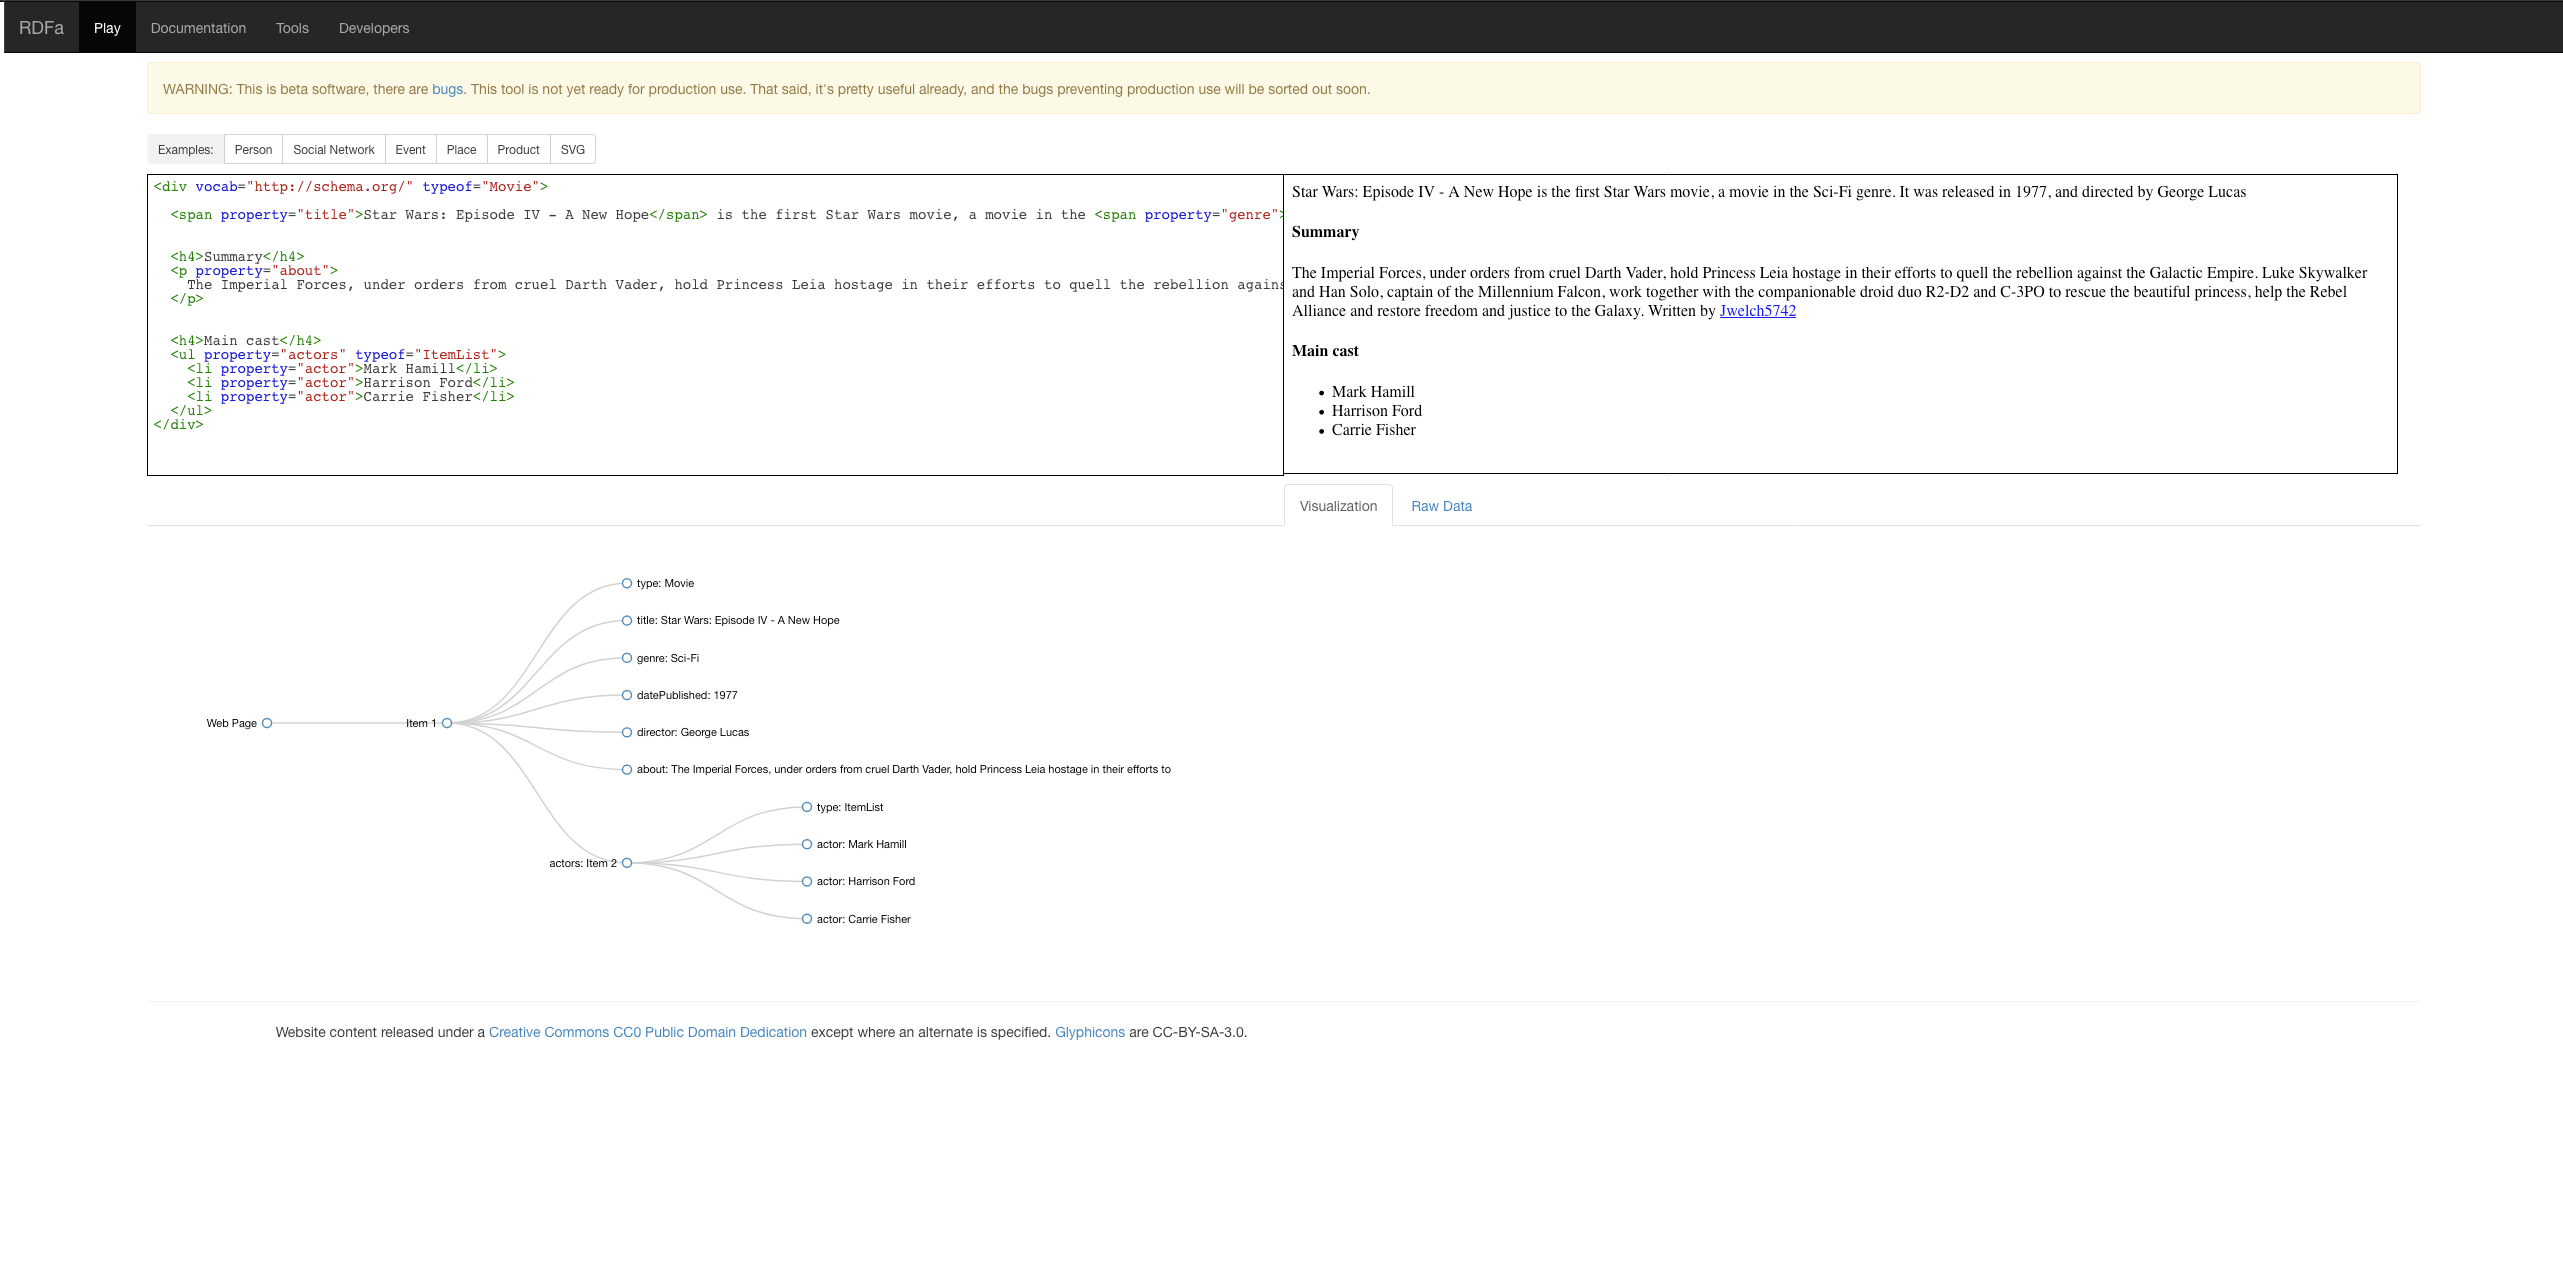 RDFa Play Documentation Tools Developers
WARNING: This is beta software, there are bugs. This tool is not yet ready for production use. That said, it's pretty useful already, and the bugs preventing production use will be sorted out soon.
Examples: Person Social Network Event Place Product SVG
<div vocab="http://schema.org/" typeof="Movie">
<span property="title">Star Wars: Episode IV - A New Hope</span> is the first Star Wars movie, a movie in the <span property="genre">
<h4>Summary</h4>
<p property="about">
The Imperial Forces, under orders from cruel Darth Vader, hold Princess Leia hostage in their efforts to quell the rebellion agains
</p>
<h4>Main cast</h4>
<ul property="actors" typeof="ItemList">
<li property="actor">Mark Hamill</li>
<li property="actor">Harrison Ford</li>
<li property="actor">Carrie Fisher</li>
</ul>
</div>
Star Wars: Episode IV - A New Hope is the first Star Wars movie, a movie in the Sci-Fi genre. It was released in 1977, and directed by George Lucas
Summary
The Imperial Forces, under orders from cruel Darth Vader, hold Princess Leia hostage in their efforts to quell the rebellion against the Galactic Empire. Luke Skywalker
and Han Solo, captain of the Millennium Falcon, work together with the companionable droid duo R2-D2 and C-3PO to rescue the beautiful princess, help the Rebel
Alliance and restore freedom and justice to the Galaxy. Written by Jwelch5742
Main cast
• Mark Hamill
• Harrison Ford
• Carrie Fisher
Visualization Raw Data
type: Movie
title: Star Wars: Episode IV - A New Hope
genre: Sci-Fi
datePublished: 1977
Web Page Item 1
director: George Lucas
about: The Imperial Forces, under orders from cruel Darth Vader, hold Princess Leia hostage in their efforts to
type: ItemList
actor: Mark Hamill
actors: Item 2
actor: Harrison Ford
actor: Carrie Fisher
Website content released under a Creative Commons CC0 Public Domain Dedication except where an alternate is specified. Glyphicons are CC-BY-SA-3.0.